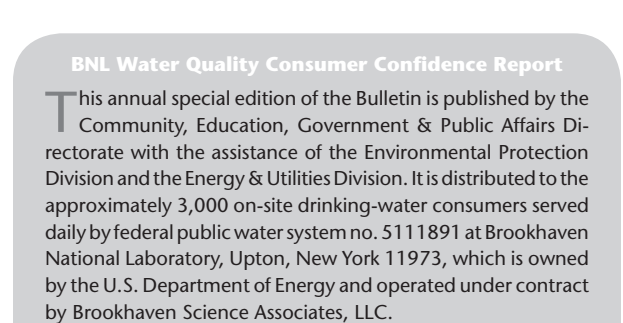 BNL Water Quality Consumer Confidence Report
This annual special edition of the Bulletin is published by the
Community, Education, Government & Public Affairs Di-
rectorate with the assistance of the Environmental Protection
Division and the Energy & Utilities Division. It is distributed to the
approximately 3,000 on-site drinking-water consumers served
daily by federal public water system no. 5111891 at Brookhaven
National Laboratory, Upton, New York 11973, which is owned
by the U.S. Department of Energy and operated under contract
by Brookhaven Science Associates, LLC.